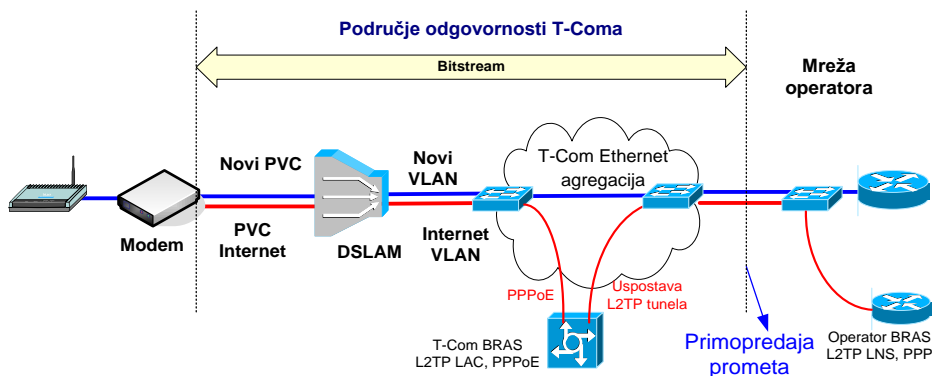 Područje odgovornosti T-Coma
Bitstream
Mreža
operatora
Novi PVC
Novi
VLAN
T-Com Ethernet
agregacija
Modem
PVC
Internet
DSLAM
Internet
VLAN
PPPoE
Uspostava
L2TP tunela
T-Com BRAS
L2TP LAC, PPPoE
Primopredaja
prometa
Operator BRAS
L2TP LNS, PPP